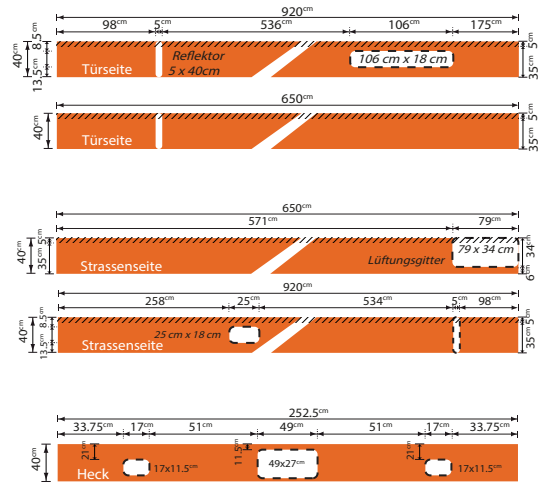 920cm
98cm 5cm 536cm 106cm 175cm
40cm 8.5cm 13.5cm
Reflektor
5 x 40cm
106 cm x 18 cm
Türseite
5cm 35cm
650cm
40cm
Türseite
650cm
571cm 79cm
40cm 35cm 5cm
79 x 34 cm
34cm 6cm
Lüftungsgitter
Strassenseite
920cm
258cm 25cm 534cm 5cm 98cm
40cm 8.5cm 13.5cm
25 cm x 18 cm
Strassenseite
5cm 35cm
252.5cm
33.75cm 17cm 51cm 49cm 51cm 17cm 33.75cm
40cm 21cm 11.5cm 21cm
17x11.5cm 49x27cm 17x11.5cm
Heck